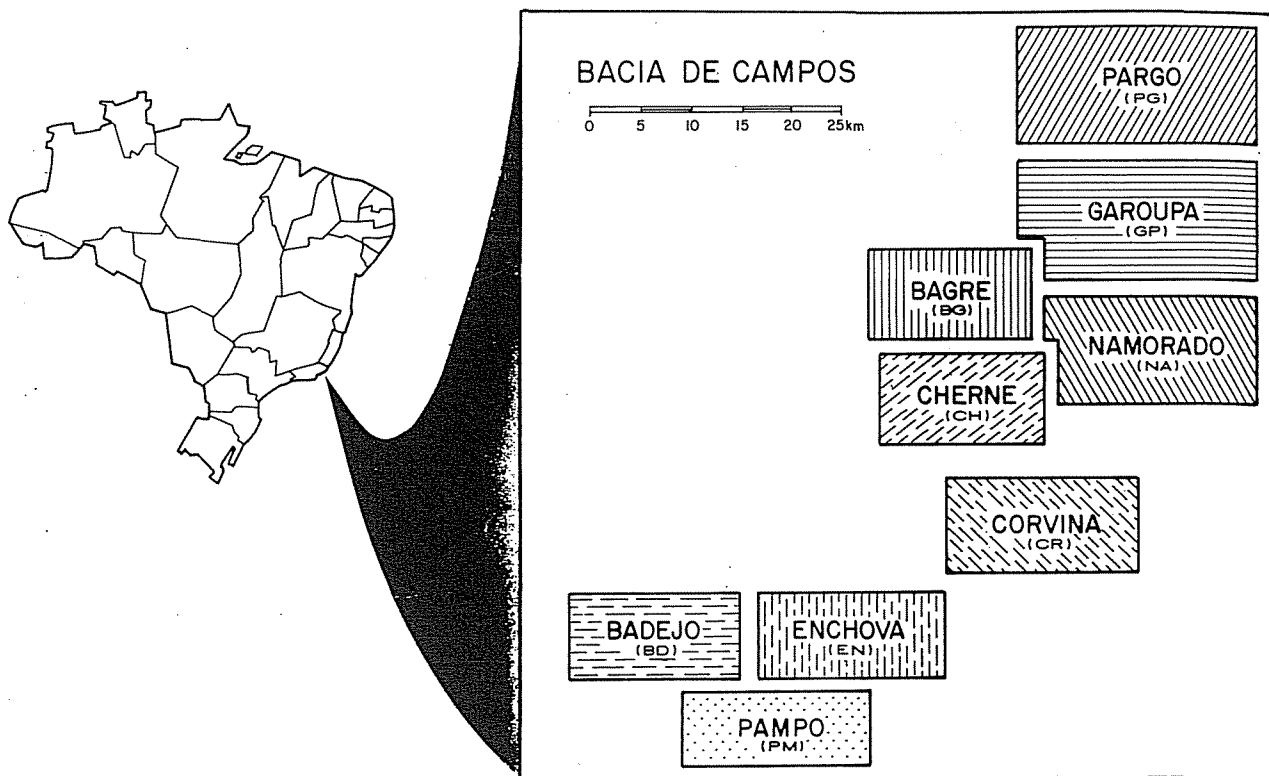 BACIA DE CAMPOS
0 5 10 15 20 25km
PARGO
(PG)
GAROUPA
(GP)
BAGRE
(BG)
NAMORADO
(NA)
CHERNE
(CH)
CORVINA
(CR)
BADEJO
(BD)
ENCHOVA
(EN)
PAMPO
(PM)